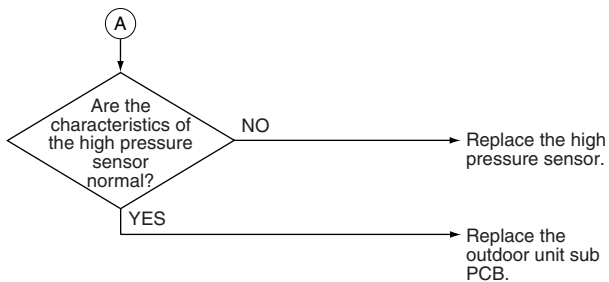 A
Are the
characteristics of
the high pressure
sensor
normal?
NO
Replace the high
pressure sensor.
YES
Replace the
outdoor unit sub
PCB.